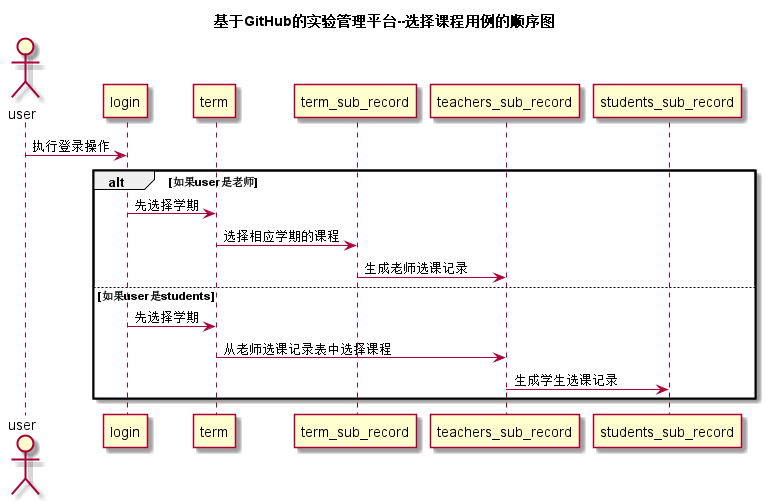 基于GitHub的实验管理平台--选择课程用例的顺序图
user
login
term
term_sub_record
teachers_sub_record
students_sub_record
执行登录操作
alt
[如果user是老师]
先选择学期
选择相应学期的课程
生成老师选课记录
[如果user是students]
先选择学期
从老师选课记录表中选择课程
生成学生选课记录
user
login
term
term_sub_record
teachers_sub_record
students_sub_record